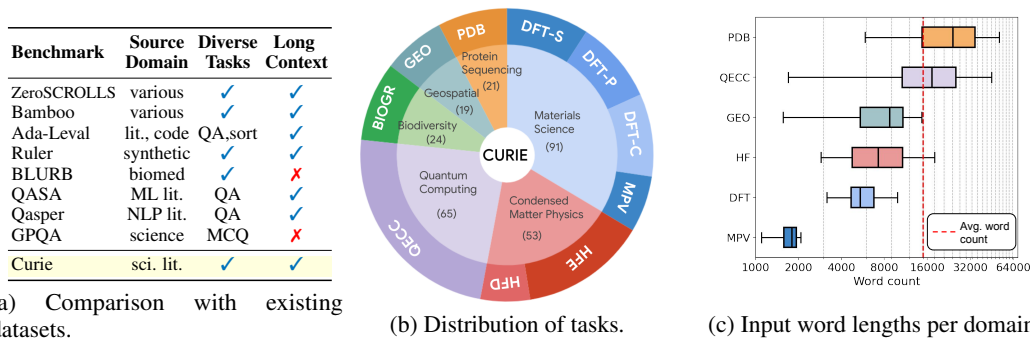 Benchmark Source Domain Diverse Tasks Long Context
ZeroSCROLLS various ✓ ✓
Bamboo various ✓ ✓
Ada-Leval lit., code QA,sort ✓
Ruler synthetic ✓ ✓
BLURB biomed ✓ ✗
QASA ML lit. QA ✓
Qasper NLP lit. QA ✓
GPQA science MCQ ✗
Curie sci. lit. ✓ ✓
a) Comparison with existing
datasets.
PDB
DFT-S
DFT-P
DFT-C
MPV
HFE
HFD
QECC
BIOGR
GEO
Protein
Sequencing
(21)
Geospatial
(19)
Biodiversity
(24)
Materials
Science
(91)
CURIE
Quantum
Computing
(65)
Condensed
Matter Physics
(53)
(b) Distribution of tasks.
PDB
QECC
GEO
HF
DFT
MPV
Avg. word
count
1000 2000 4000 8000 16000 32000 64000
Word count
(c) Input word lengths per domain